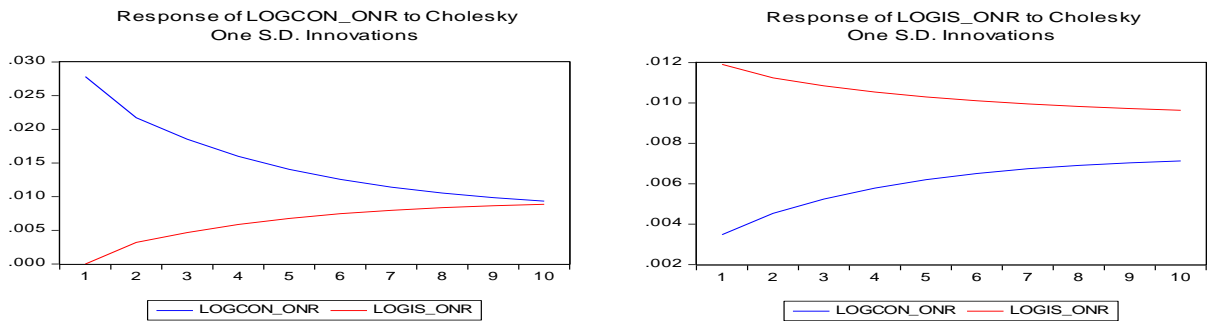 Response of LOGCON_ONR to Cholesky
One S.D. Innovations
.030
.025
.020
.015
.010
.005
.000
1 2 3 4 5 6 7 8 9 10
LOGCON_ONR LOGIS_ONR
Response of LOGIS_ONR to Cholesky
One S.D. Innovations
.012
.010
.008
.006
.004
.002
1 2 3 4 5 6 7 8 9 10
LOGCON_ONR LOGIS_ONR